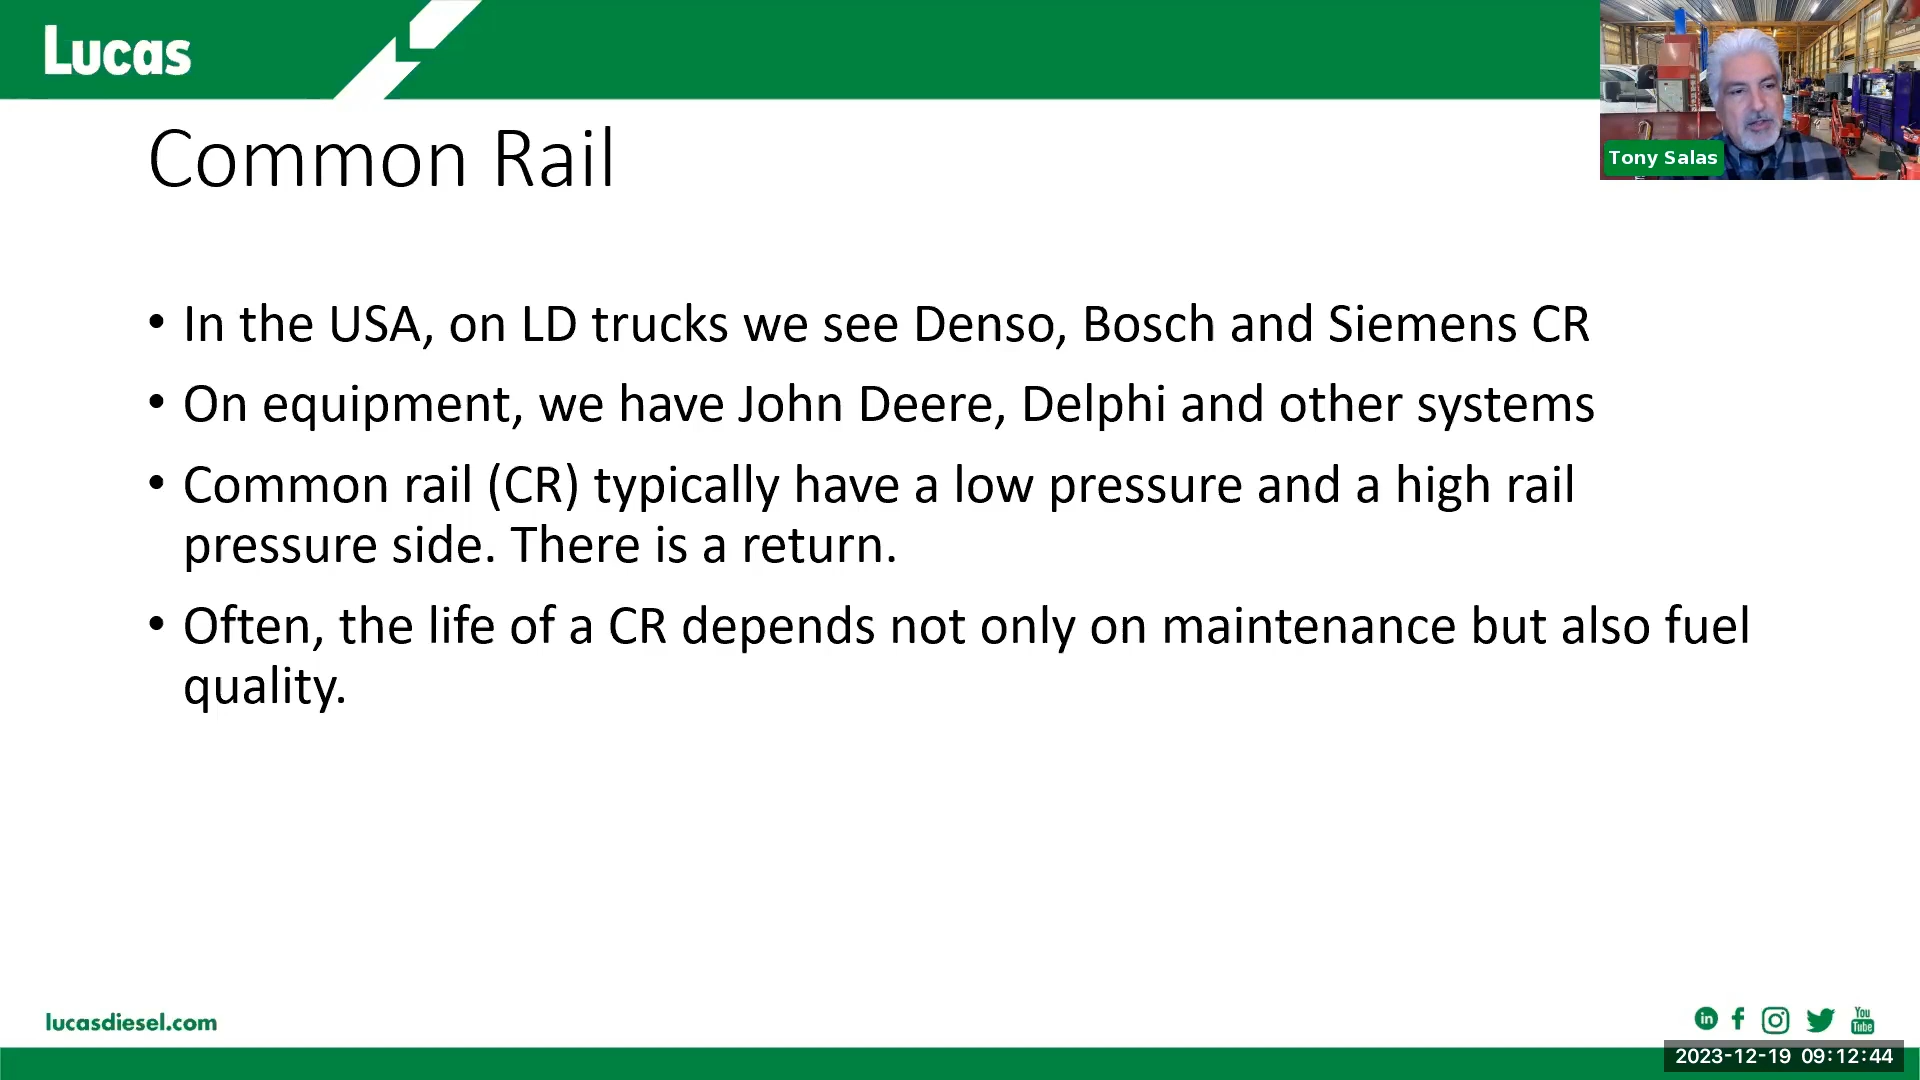 Lucas
Tony Salas
Common Rail
• In the USA, on LD trucks we see Denso, Bosch and Siemens CR
• On equipment, we have John Deere, Delphi and other systems
• Common rail (CR) typically have a low pressure and a high rail
pressure side. There is a return.
• Often, the life of a CR depends not only on maintenance but also fuel
quality.
lucasdiesel.com
in f You Tube
2023-12-19 09:12:44